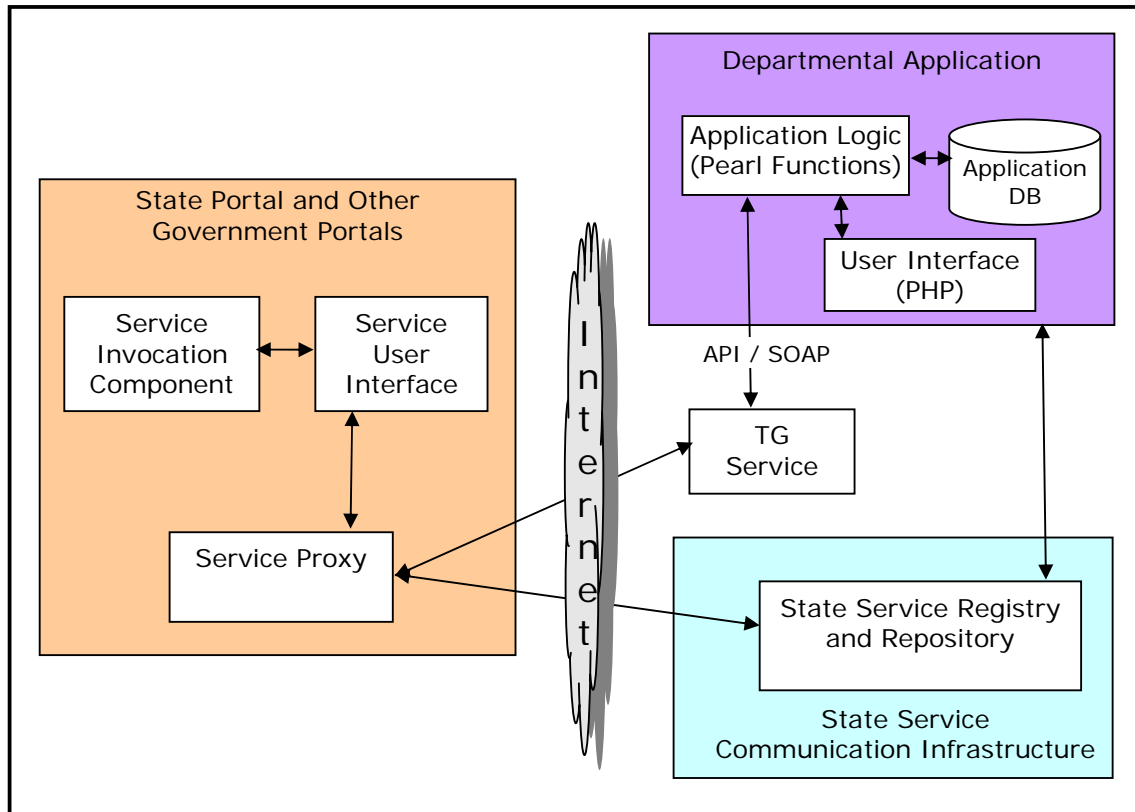 State Portal and Other
Government Portals
Service
Invocation
Component
Service
User
Interface
Service Proxy
Internet
Departmental Application
Application Logic
(Pearl Functions)
Application
DB
User Interface
(PHP)
API / SOAP
TG
Service
State Service Registry
and Repository
State Service
Communication Infrastructure